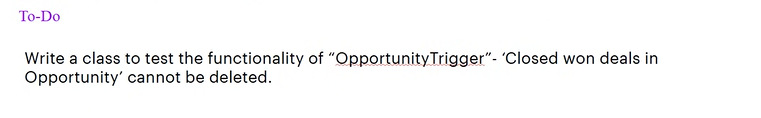 To-Do
Write a class to test the functionality of “OpportunityTrigger”- ‘Closed won deals in
Opportunity’ cannot be deleted.